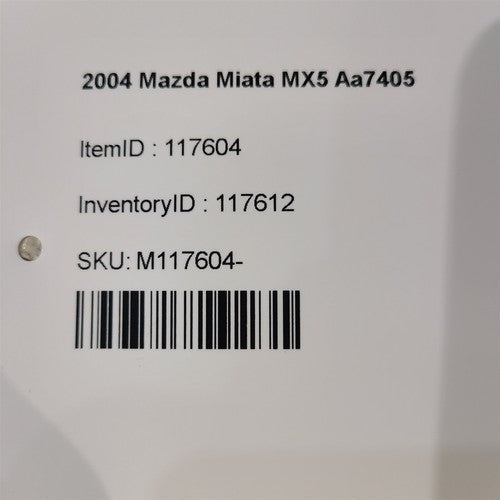 2004 Mazda Miata MX5 Aa7405
ItemID : 117604
InventoryID : 117612
SKU: M117604-